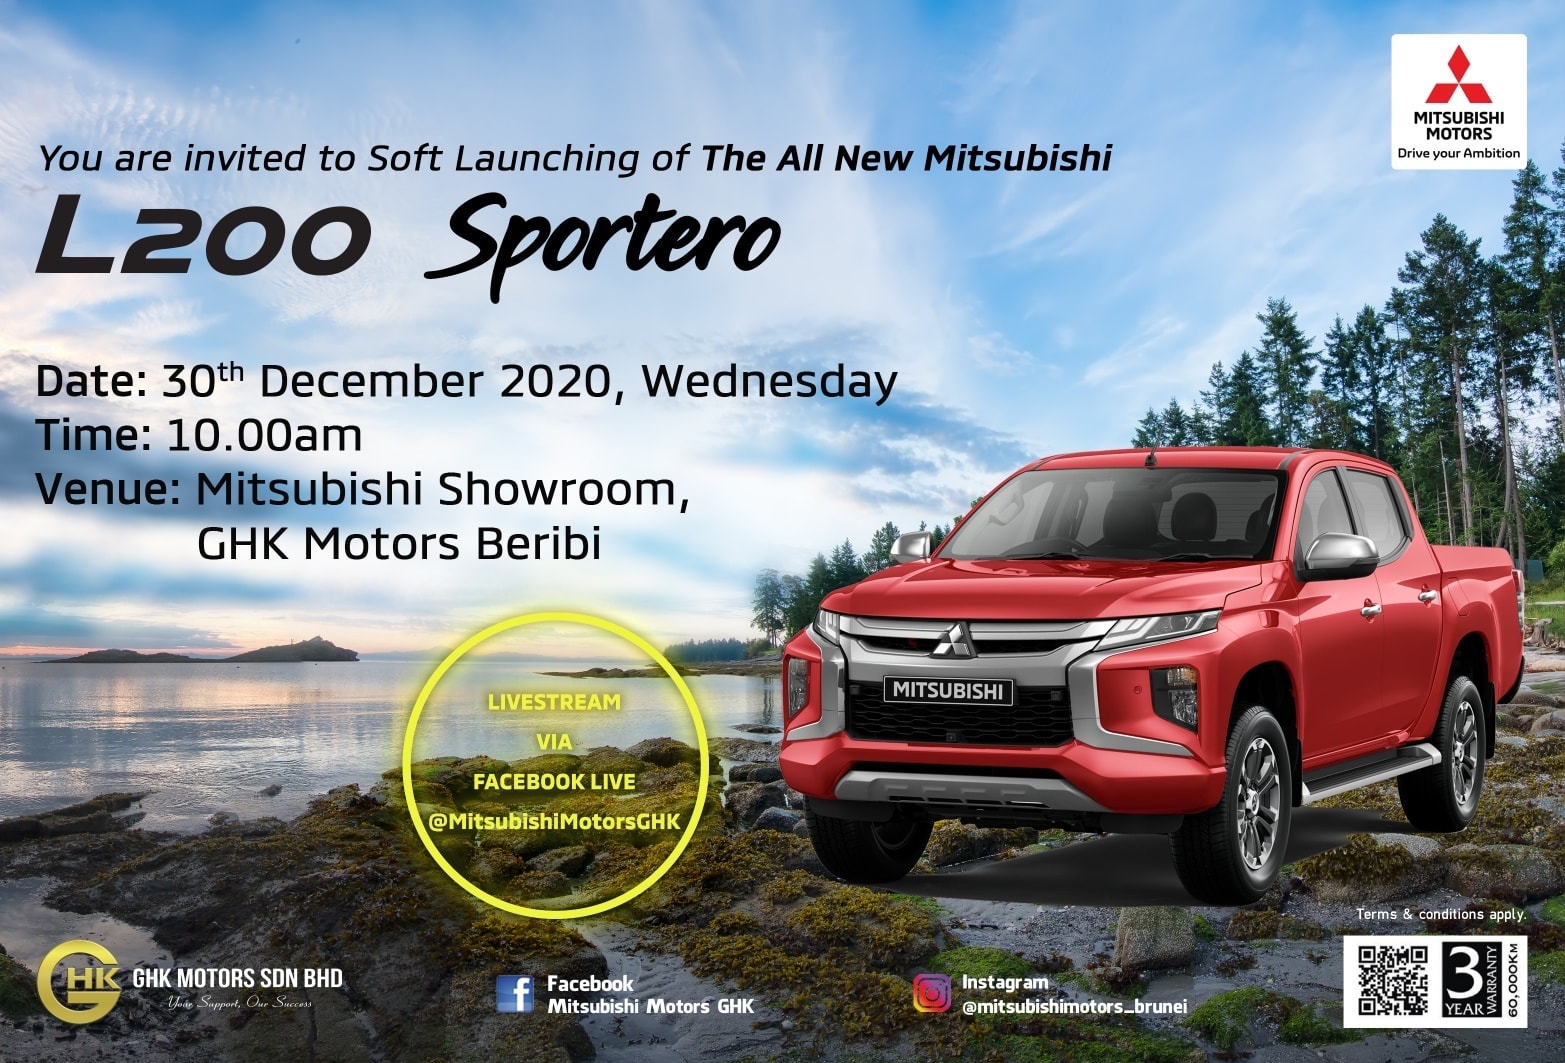 MITSUBISHI
MOTORS
Drive your Ambition
You are invited to Soft Launching of The All New Mitsubishi
L200 Sportero
Date: 30th December 2020, Wednesday
Time: 10.00am
Venue: Mitsubishi Showroom,
GHK Motors Beribi
MITSUBISHI
LIVESTREAM
VIA
FACEBOOK LIVE
@MitsubishiMotorsGHK
Terms & conditions apply.
GHK
GHK MOTORS SDN BHD
Your Support, Our Success
Facebook
Mitsubishi Motors GHK
Instagram
@mitsubishimotors_brunei
3
YEAR
WARRANTY
60,000KM